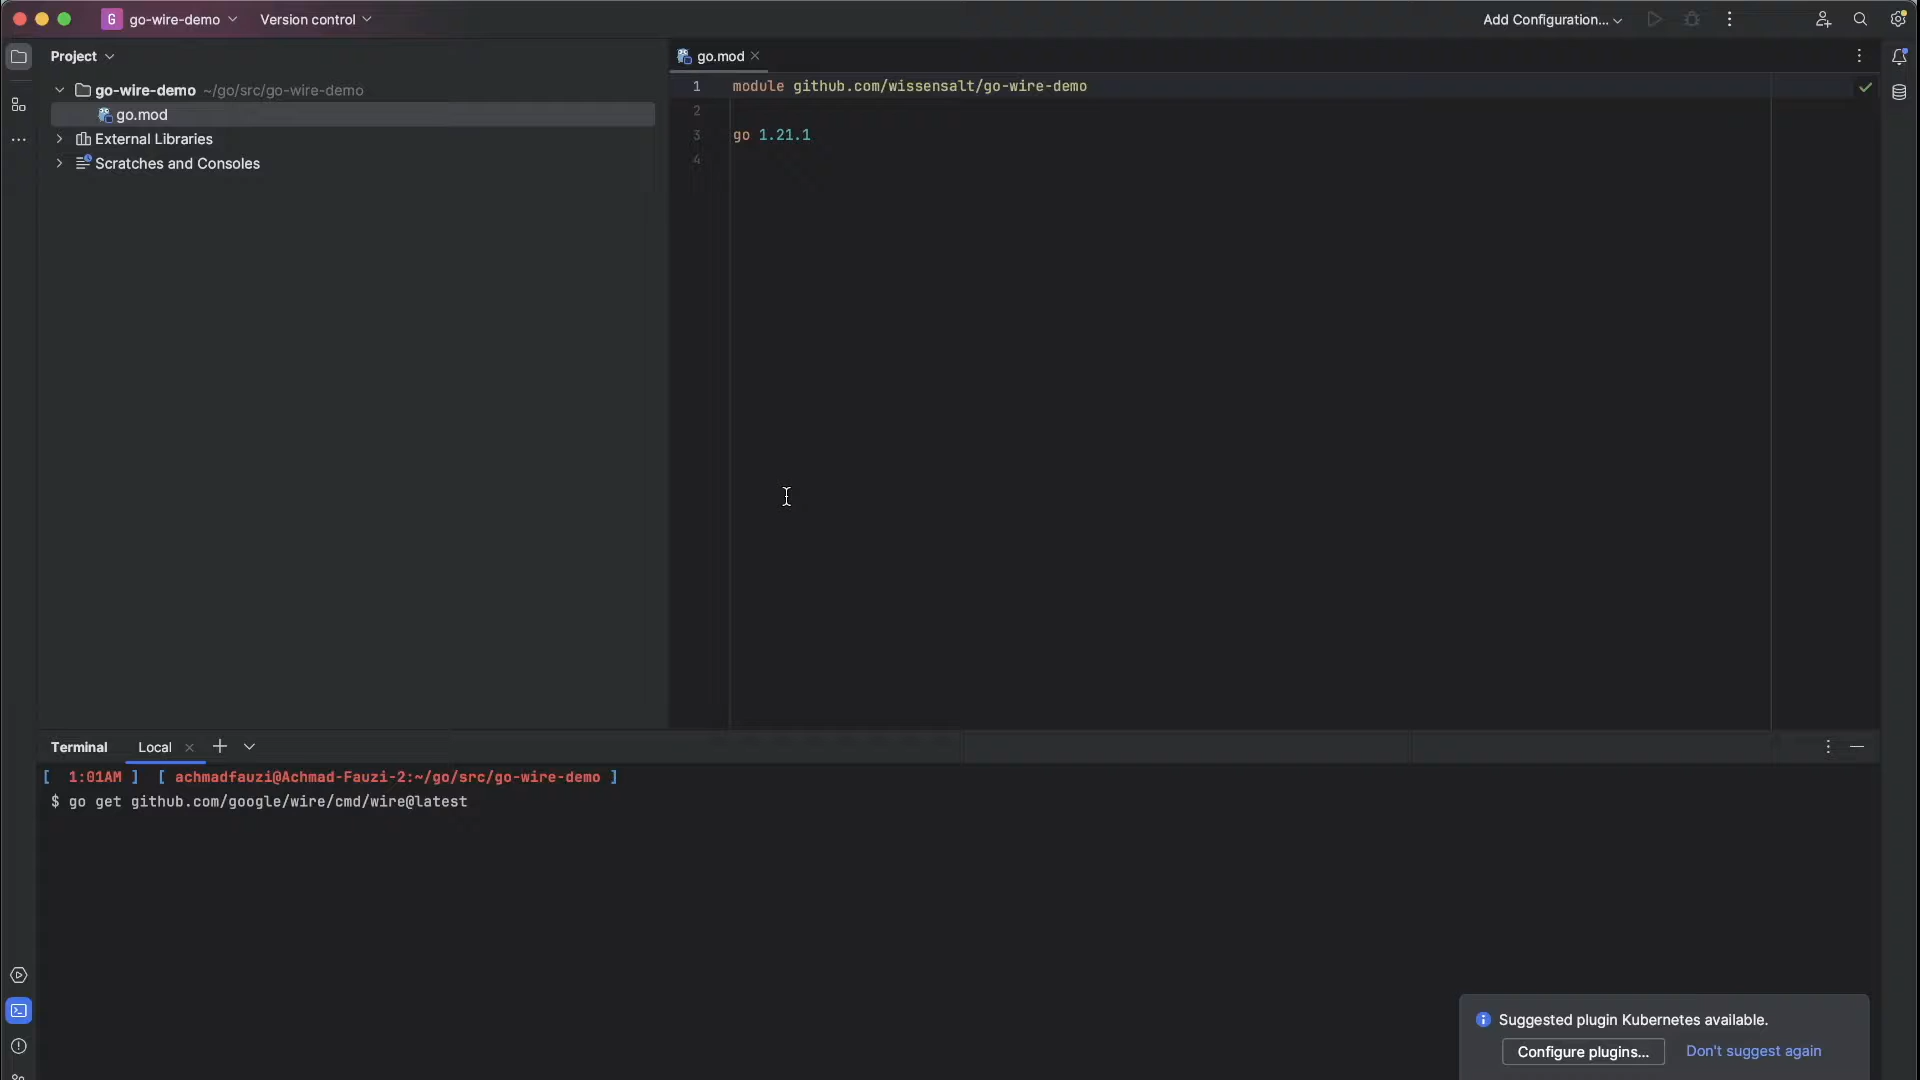 G go-wire-demo Version control Add Configuration...
Project
go.mod
go-wire-demo ~/go/src/go-wire-demo
go.mod
External Libraries
Scratches and Consoles
1 module github.com/wissensalt/go-wire-demo
2
3 go 1.21.1
4
Terminal Local
[ 1:01AM ] [ achmadfauzi@Achmad-Fauzi-2:~/go/src/go-wire-demo ]
$ go get github.com/google/wire/cmd/wire@latest
Suggested plugin Kubernetes available.
Configure plugins... Don't suggest again